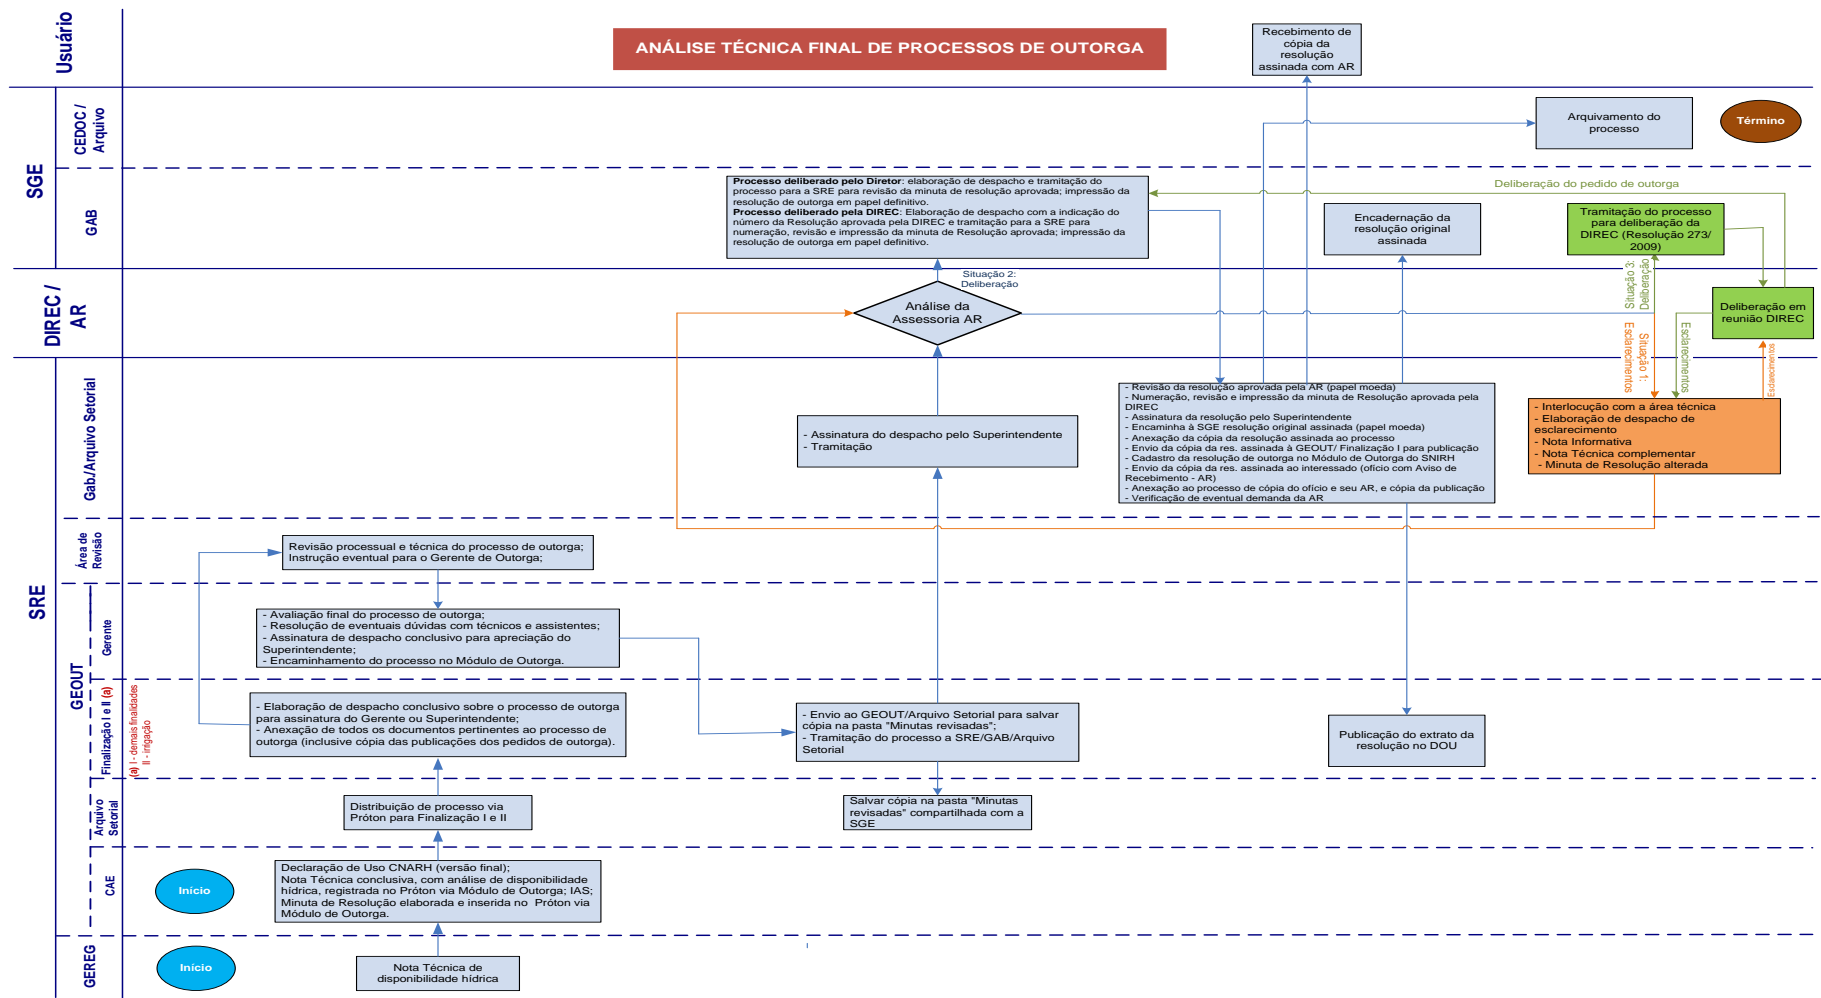 ANÁLISE TÉCNICA FINAL DE PROCESSOS DE OUTORGA
Usuário
Recebimento de
cópia da
resolução
assinada com AR
SGE
CEDOC /
Arquivo
Arquivamento do
processo
Término
GAB
Processo deliberado pelo Diretor: elaboração de despacho e tramitação do
processo para a SRE para revisão da minuta de resolução aprovada; impressão da
resolução de outorga em papel definitivo.
Processo deliberado pela DIREC: Elaboração de despacho com a indicação do
número da Resolução aprovada pela DIREC e tramitação para a SRE para
numeração, revisão e impressão da minuta de Resolução aprovada; impressão da
resolução de outorga em papel definitivo.
Deliberação do pedido de outorga
Encadernação da
resolução original
assinada
Tramitação do processo
para deliberação da
DIREC (Resolução 273/
2009)
DIREC /
AR
Situação 2:
Deliberação
Análise da
Assessoria AR
Situação 3:
Deliberação
Deliberação em
reunião DIREC
Situação 1:
Esclarecimentos
Esclarecimentos
Esclarecimentos
SRE
Gab/Arquivo Setorial
- Assinatura do despacho pelo Superintendente
- Tramitação
- Revisão da resolução aprovada pela AR (papel moeda)
- Numeração, revisão e impressão da minuta de Resolução aprovada pela
DIREC
- Assinatura da resolução pelo Superintendente
- Encaminha à SGE resolução original assinada (papel moeda)
- Anexação da cópia da resolução assinada ao processo
- Envio da cópia da res. assinada à GEOUT/ Finalização I para publicação
- Cadastro da resolução de outorga no Módulo de Outorga do SNIRH
- Envio da cópia da res. assinada ao interessado (ofício com Aviso de
Recebimento - AR)
- Anexação ao processo de cópia do ofício e seu AR, e cópia da publicação
- Verificação de eventual demanda da AR
- Interlocução com a área técnica
- Elaboração de despacho de
esclarecimento
- Nota Informativa
- Nota Técnica complementar
- Minuta de Resolução alterada
Área de
Revisão
Revisão processual e técnica do processo de outorga;
Instrução eventual para o Gerente de Outorga;
GEOUT
Gerente
- Avaliação final do processo de outorga;
- Resolução de eventuais dúvidas com técnicos e assistentes;
- Assinatura de despacho conclusivo para apreciação do
Superintendente;
- Encaminhamento do processo no Módulo de Outorga.
Finalização I e II (a)
(a) I - demais finalidades
II - irrigação
- Elaboração de despacho conclusivo sobre o processo de outorga
para assinatura do Gerente ou Superintendente;
- Anexação de todos os documentos pertinentes ao processo de
outorga (inclusive cópia das publicações dos pedidos de outorga).
- Envio ao GEOUT/Arquivo Setorial para salvar
cópia na pasta "Minutas revisadas";
- Tramitação do processo a SRE/GAB/Arquivo
Setorial
Publicação do extrato da
resolução no DOU
Arquivo
Setorial
Distribuição de processo via
Próton para Finalização I e II
Salvar cópia na pasta "Minutas
revisadas" compartilhada com a
SGE
CAE
Início
Declaração de Uso CNARH (versão final);
Nota Técnica conclusiva, com análise de disponibilidade
hídrica, registrada no Próton via Módulo de Outorga; IAS;
Minuta de Resolução elaborada e inserida no Próton via
Módulo de Outorga.
GEREG
Início
Nota Técnica de
disponibilidade hídrica